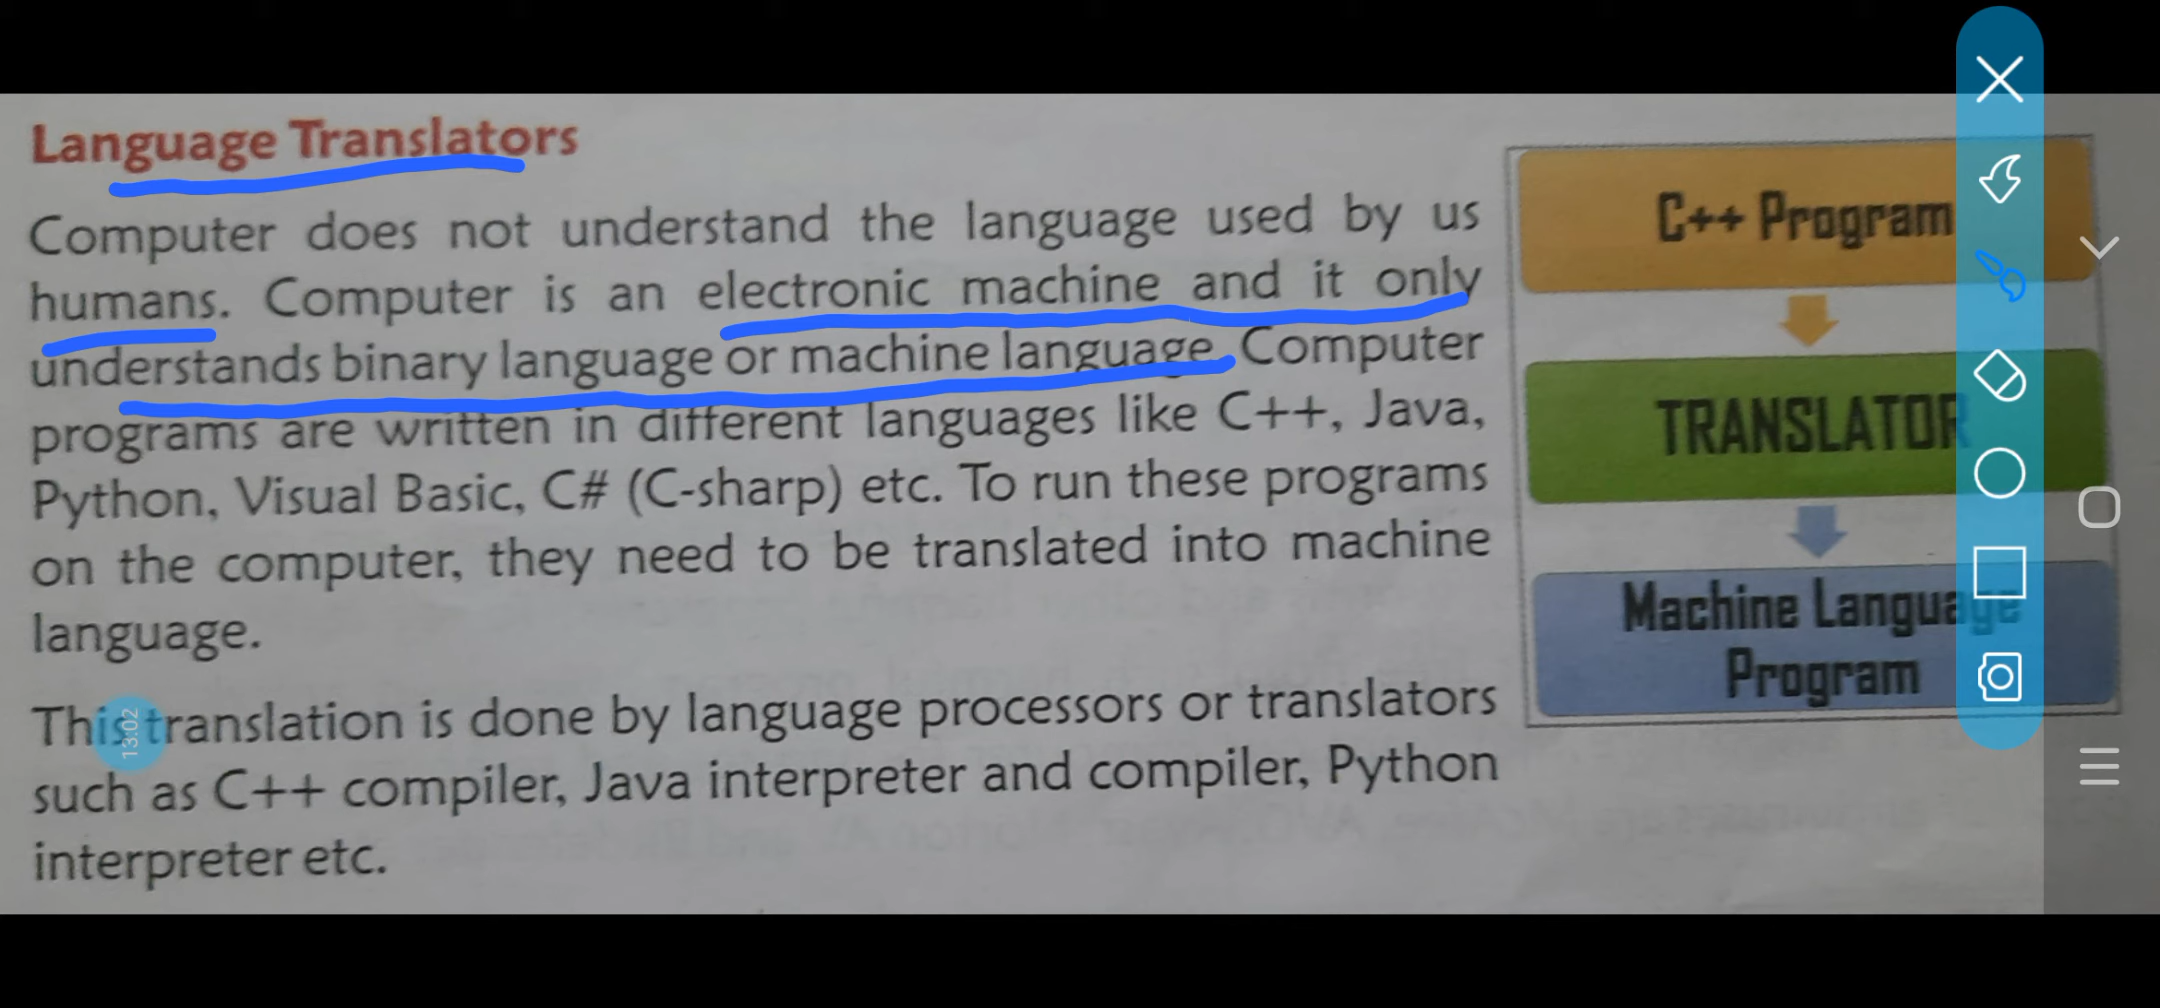 Language Translators
Computer does not understand the language used by us
humans. Computer is an electronic machine and it only
understands binary language or machine language. Computer
programs are written in different languages like C++, Java,
Python, Visual Basic, C# (C-sharp) etc. To run these programs
on the computer, they need to be translated into machine
language.
This translation is done by language processors or translators
such as C++ compiler, Java interpreter and compiler, Python
interpreter etc.
13:02
C++ Program
TRANSLATOR
Machine Language
Program